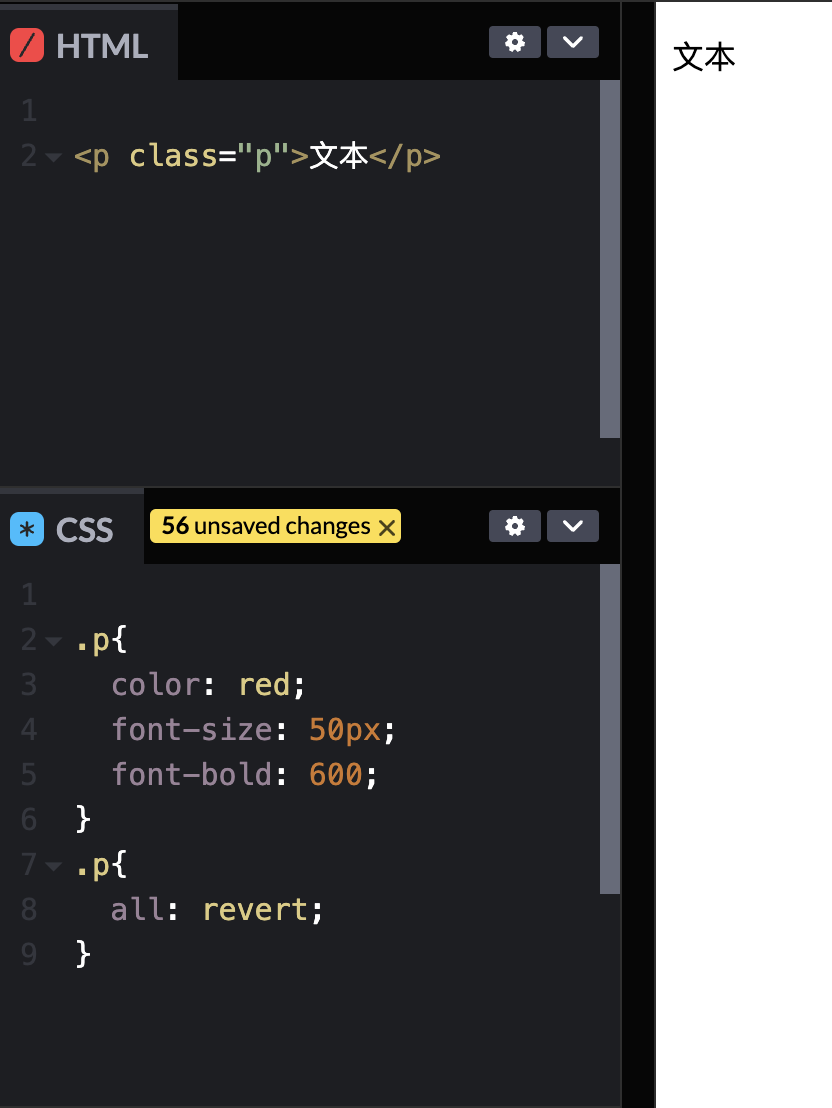 HTML
文本
1
2 <p class="p">文本</p>
CSS
56 unsaved changes
1
2 .p{
3 color: red;
4 font-size: 50px;
5 font-bold: 600;
6 }
7 .p{
8 all: revert;
9 }